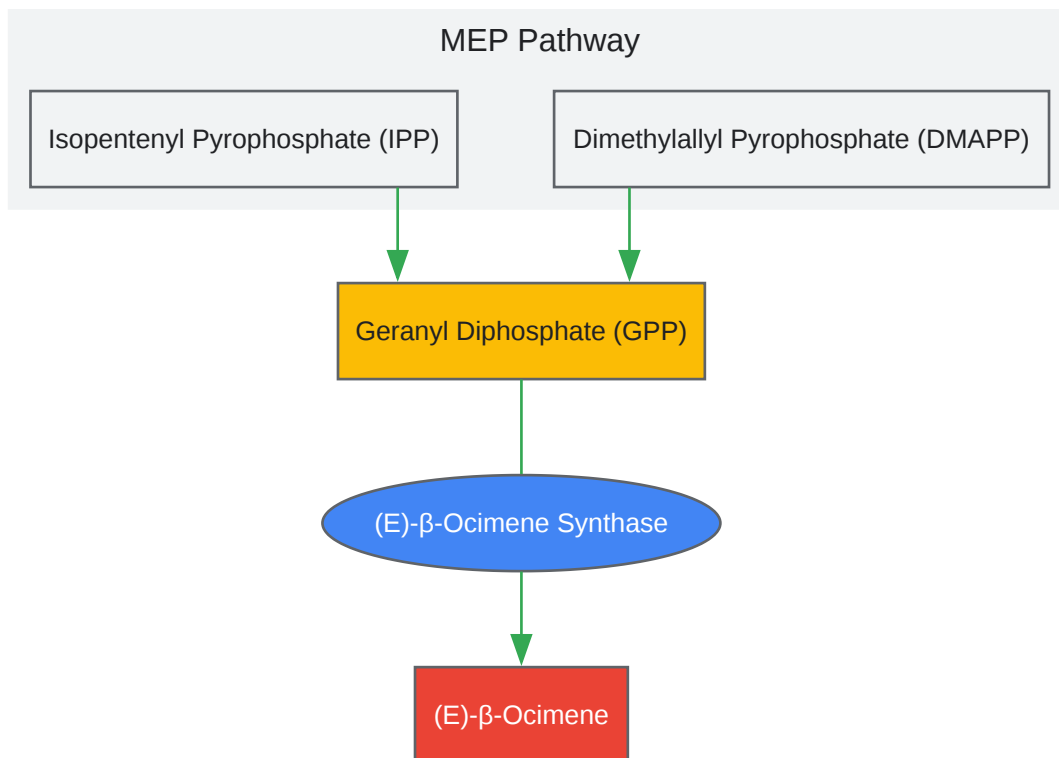 MEP Pathway
Isopentenyl Pyrophosphate (IPP)
Dimethylallyl Pyrophosphate (DMAPP)
Geranyl Diphosphate (GPP)
(E)-β-Ocimene Synthase
(E)-β-Ocimene